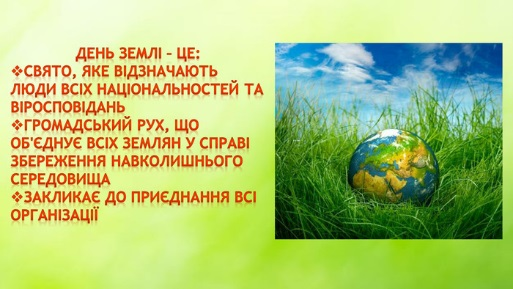 ДЕНЬ ЗЕМЛІ – ЦЕ:
❖СВЯТО, ЯКЕ ВІДЗНАЧАЮТЬ
ЛЮДИ ВСІХ НАЦІОНАЛЬНОСТЕЙ ТА
ВІРОСПОВІДАНЬ
❖ГРОМАДСЬКИЙ РУХ, ЩО
ОБ'ЄДНУЄ ВСІХ ЗЕМЛЯН У СПРАВІ
ЗБЕРЕЖЕННЯ НАВКОЛИШНЬОГО
СЕРЕДОВИЩА
❖ЗАКЛИКАЄ ДО ПРИЄДНАННЯ ВСІ
ОРГАНІЗАЦІЇ